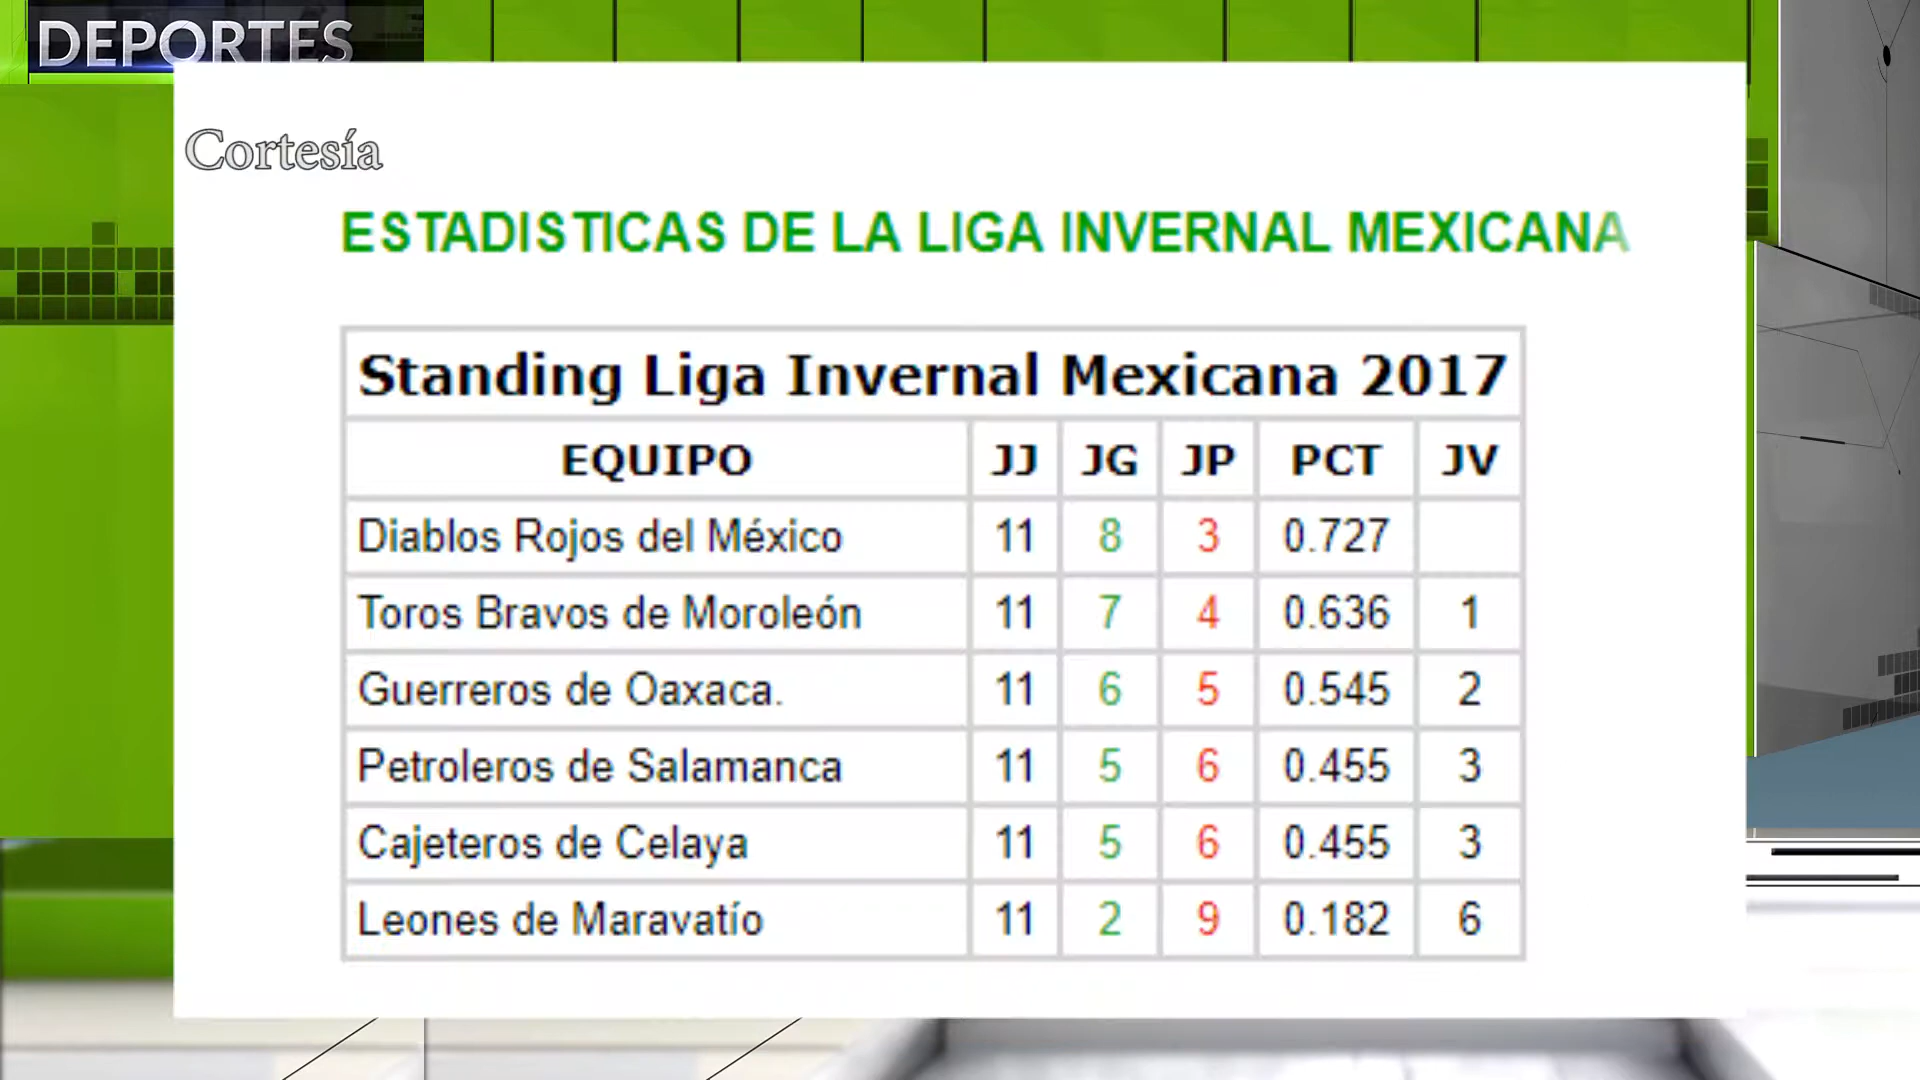 DEPORTES
Cortesía
ESTADISTICAS DE LA LIGA INVERNAL MEXICANA
Standing Liga Invernal Mexicana 2017
EQUIPO JJ JG JP PCT JV
Diablos Rojos del México 11 8 3 0.727
Toros Bravos de Moroleón 11 7 4 0.636 1
Guerreros de Oaxaca. 11 6 5 0.545 2
Petroleros de Salamanca 11 5 6 0.455 3
Cajeteros de Celaya 11 5 6 0.455 3
Leones de Maravatío 11 2 9 0.182 6